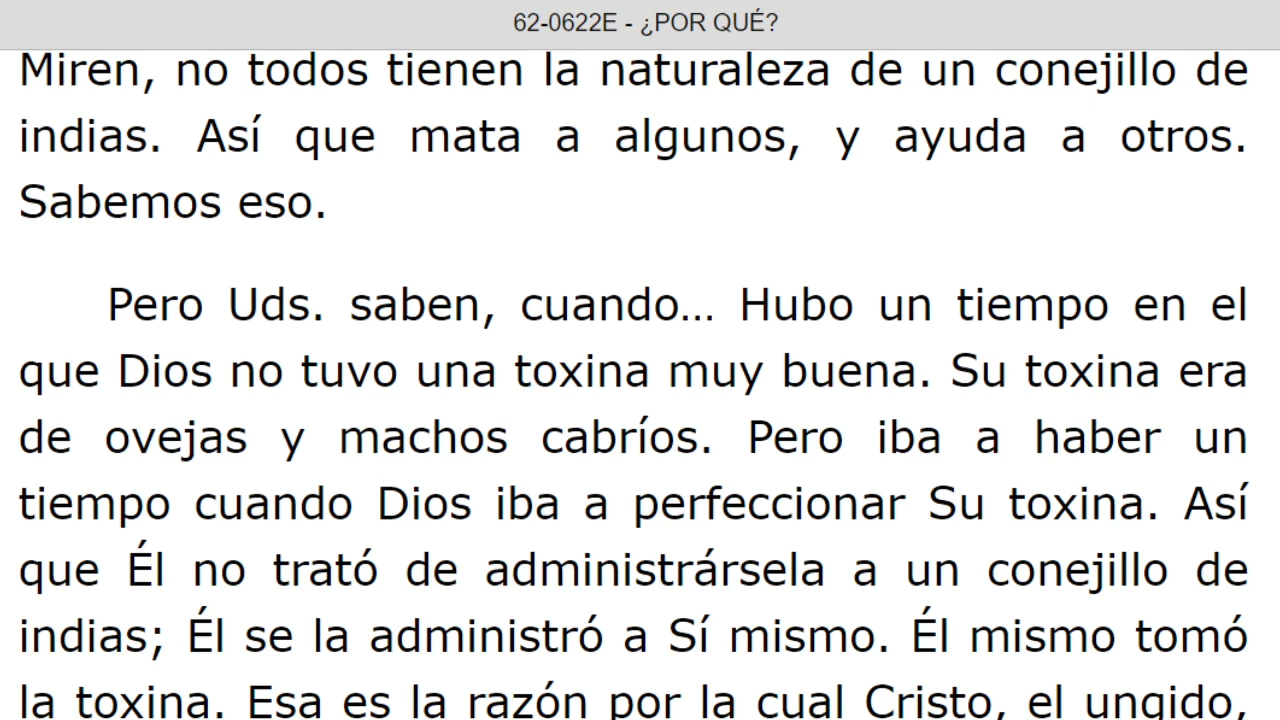 62-0622E - ¿POR QUÉ?
Miren, no todos tienen la naturaleza de un conejillo de
indias. Así que mata a algunos, y ayuda a otros.
Sabemos eso.
Pero Uds. saben, cuando… Hubo un tiempo en el
que Dios no tuvo una toxina muy buena. Su toxina era
de ovejas y machos cabríos. Pero iba a haber un
tiempo cuando Dios iba a perfeccionar Su toxina. Así
que Él no trató de administrársela a un conejillo de
indias; Él se la administró a Sí mismo. Él mismo tomó
la toxina. Esa es la razón por la cual Cristo, el ungido,